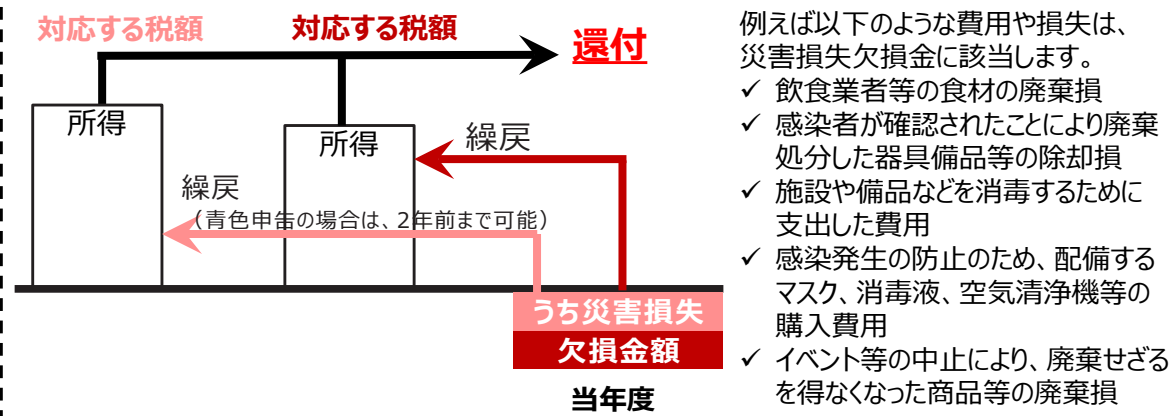 対応する税額
対応する税額
還付
所得
所得
繰戻
繰戻
(青色申告の場合は、2年前まで可能)
うち災害損失
欠損金額
当年度
例えば以下のような費用や損失は、
災害損失欠損金に該当します。
✓ 飲食業者等の食材の廃棄損
✓ 感染者が確認されたことにより廃棄
処分した器具備品等の除却損
✓ 施設や備品などを消毒するために
支出した費用
✓ 感染発生の防止のため、配備する
マスク、消毒液、空気清浄機等の
購入費用
✓ イベント等の中止により、廃棄せざる
を得なくなった商品等の廃棄損